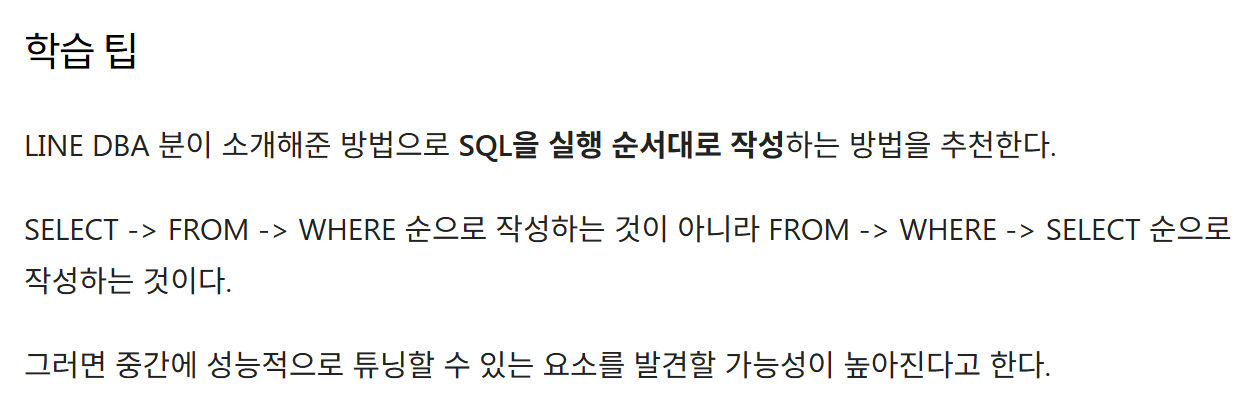 학습 팁
LINE DBA 분이 소개해준 방법으로 SQL을 실행 순서대로 작성하는 방법을 추천한다.
SELECT -> FROM -> WHERE 순으로 작성하는 것이 아니라 FROM -> WHERE -> SELECT 순으로
작성하는 것이다.
그러면 중간에 성능적으로 튜닝할 수 있는 요소를 발견할 가능성이 높아진다고 한다.